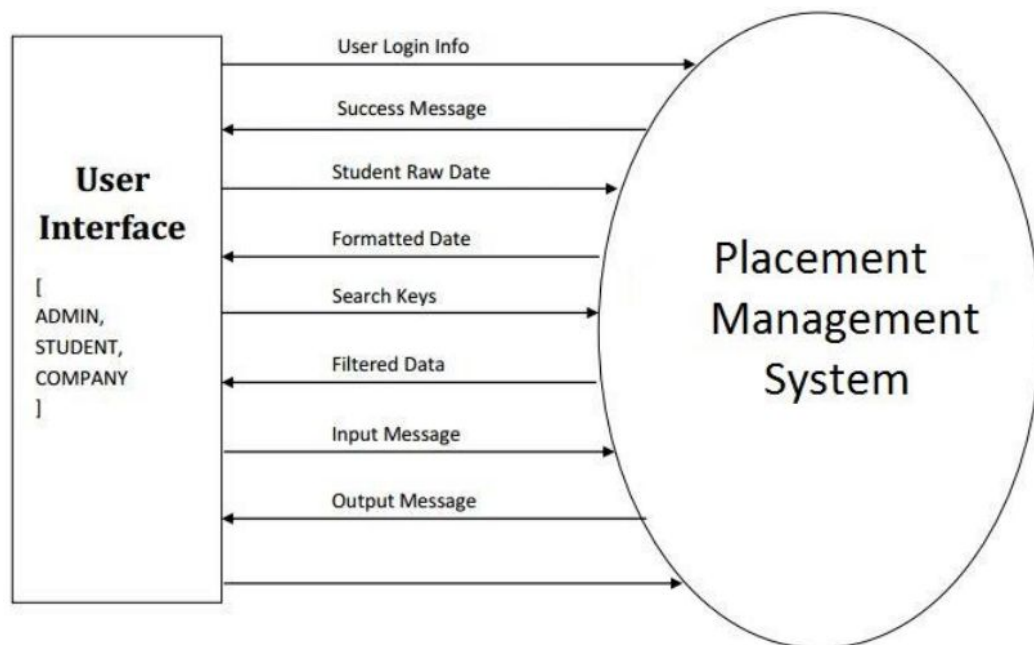 User Login Info
Success Message
Student Raw Date
Formatted Date
Search Keys
Filtered Data
Input Message
Output Message
User
Interface
[
ADMIN,
STUDENT,
COMPANY
]
Placement
Management
System